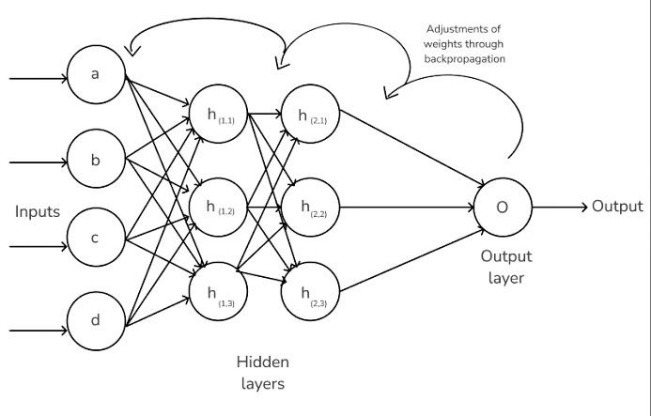 Adjustments of
weights through
backpropagation
a
h (1,1)
h (2,1)
b
Inputs
h (1,2)
h (2,2)
O
Output
c
Output
layer
h (1,3)
h (2,3)
d
Hidden
layers